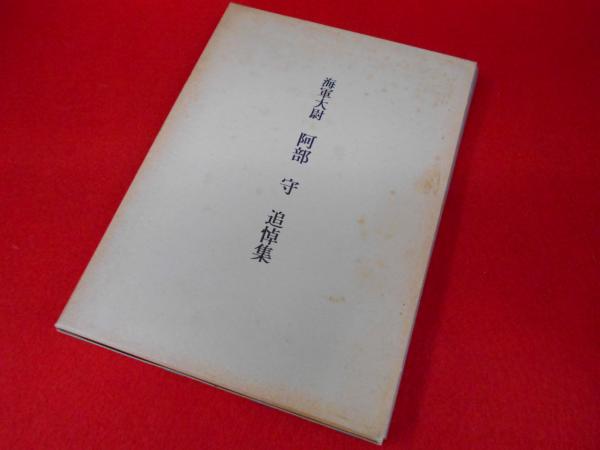 海軍大尉 阿部 守 追悼集